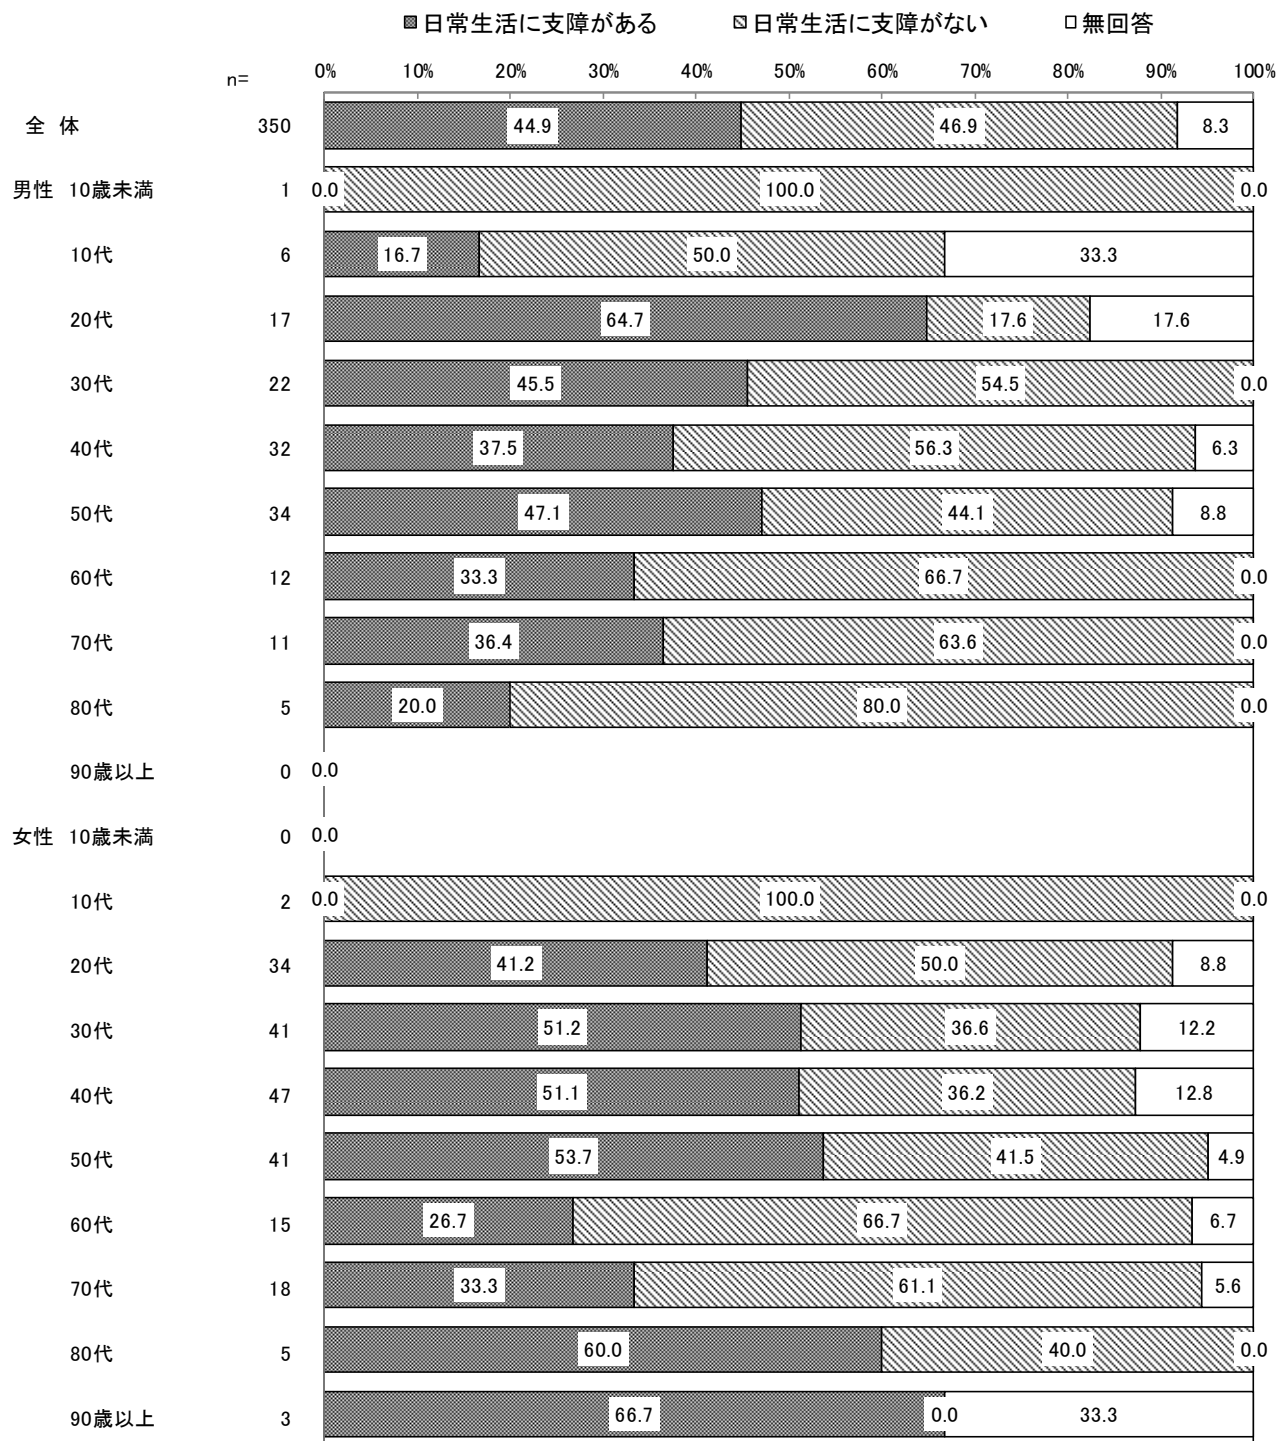 日常生活に支障がある 日常生活に支障がない 無回答
n= 0% 10% 20% 30% 40% 50% 60% 70% 80% 90% 100%
全 体 350 44.9 46.9 8.3
男性 10歳未満 1 0.0 100.0 0.0
10代 6 16.7 50.0 33.3
20代 17 64.7 17.6 17.6
30代 22 45.5 54.5 0.0
40代 32 37.5 56.3 6.3
50代 34 47.1 44.1 8.8
60代 12 33.3 66.7 0.0
70代 11 36.4 63.6 0.0
80代 5 20.0 80.0 0.0
90歳以上 0 0.0
女性 10歳未満 0 0.0
10代 2 0.0 100.0 0.0
20代 34 41.2 50.0 8.8
30代 41 51.2 36.6 12.2
40代 47 51.1 36.2 12.8
50代 41 53.7 41.5 4.9
60代 15 26.7 66.7 6.7
70代 18 33.3 61.1 5.6
80代 5 60.0 40.0 0.0
90歳以上 3 66.7 0.0 33.3